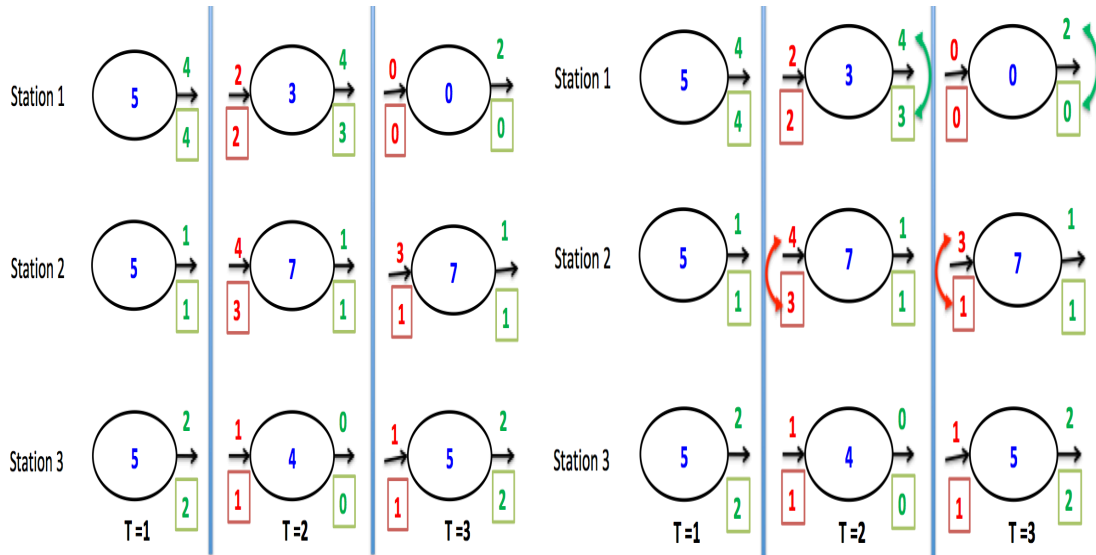 4 2 4 0 2
Station 1 5 3 0
4 2 3 0 0
1 4 1 3 1
Station 2 5 7 7
1 3 1 1 1
2 1 0 1 2
Station 3 5 4 5
2 1 0 1 2
T =1 T =2 T =3
4 2 4 0 2
Station 1 5 3 0
4 2 3 0 0
1 4 1 3 1
Station 2 5 7 7
1 3 1 1 1
2 1 0 1 2
Station 3 5 4 5
2 1 0 1 2
T =1 T =2 T =3